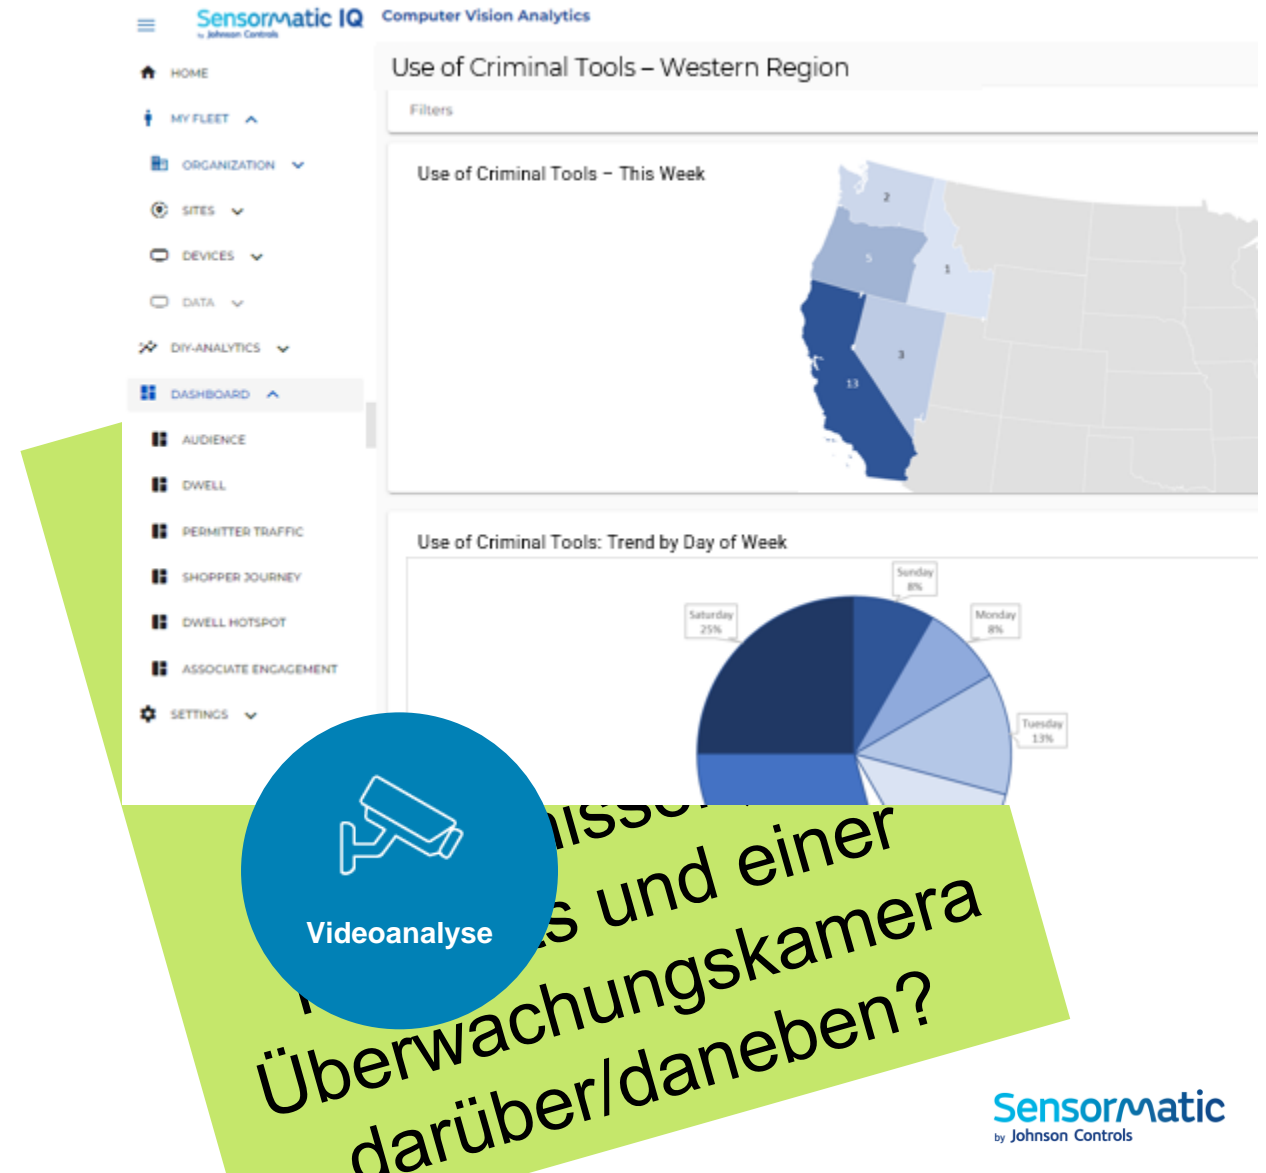 Sensormatic IQ
by Johnson Controls
Computer Vision Analytics
HOME
MY FLEET
ORGANIZATION
SITES
DEVICES
DATA
DIY-ANALYTICS
DASHBOARD
AUDIENCE
DWELL
PERMITTER TRAFFIC
SHOPPER JOURNEY
DWELL HOTSPOT
ASSOCIATE ENGAGEMENT
SETTINGS
Use of Criminal Tools – Western Region
Filters
Use of Criminal Tools – This Week
2
5
1
3
13
Use of Criminal Tools: Trend by Day of Week
Sunday
8%
Monday
8%
Saturday
25%
Tuesday
13%
Videoanalyse
und einer
Überwachungskamera
darüber/daneben?
Sensormatic
by Johnson Controls